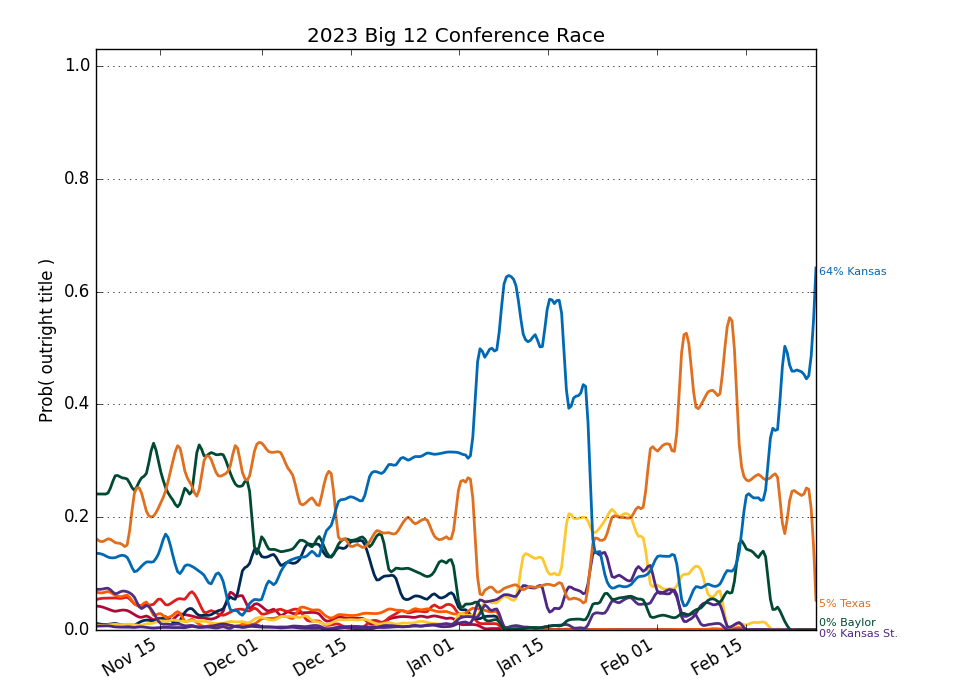 2023 Big 12 Conference Race
Prob( outright title )
1.0
0.8
0.6
0.4
0.2
0.0
64% Kansas
5% Texas
0% Baylor
0% Kansas St.
Nov 15
Dec 01
Dec 15
Jan 01
Jan 15
Feb 01
Feb 15